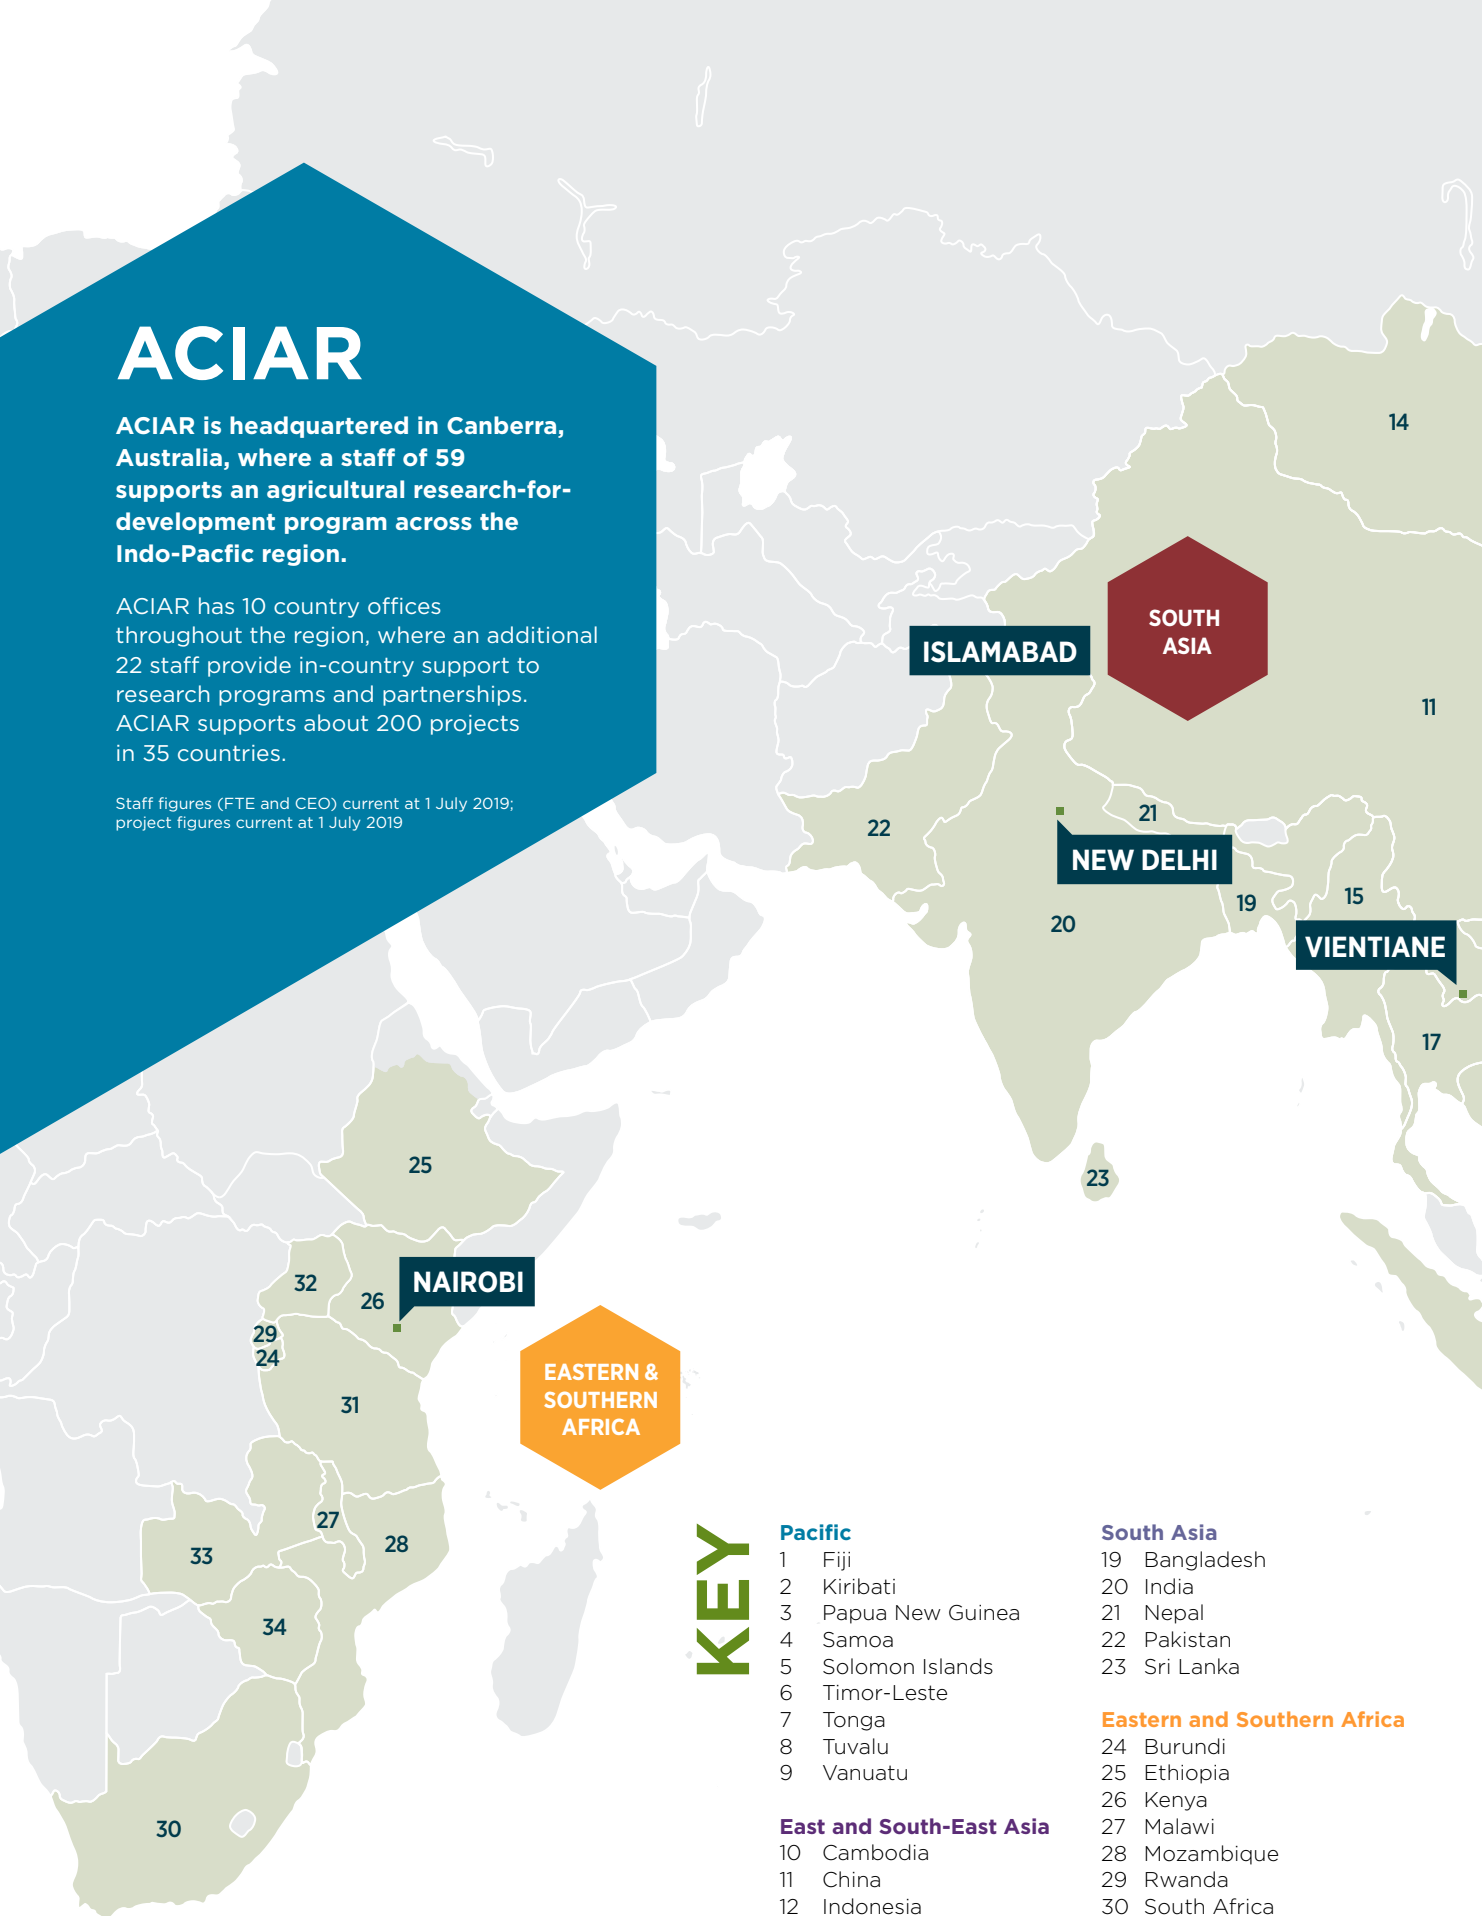 ACIAR
ACIAR is headquartered in Canberra,
Australia, where a staff of 59
supports an agricultural research-for-
development program across the
Indo-Pacfic region.
ACIAR has 10 country offices
throughout the region, where an additional
22 staff provide in-country support to
research programs and partnerships.
ACIAR supports about 200 projects
in 35 countries.
Staff figures (FTE and CEO) current at 1 July 2019;
project figures current at 1 July 2019
14
SOUTH
ASIA
ISLAMABAD
11
21
22
NEW DELHI
15
19
20
VIENTIANE
17
25
23
32
NAIROBI
26
29
24
EASTERN &
SOUTHERN
AFRICA
31
27
28
33
34
30
KEY
Pacific
1 Fiji
2 Kiribati
3 Papua New Guinea
4 Samoa
5 Solomon Islands
6 Timor-Leste
7 Tonga
8 Tuvalu
9 Vanuatu
East and South-East Asia
10 Cambodia
11 China
12 Indonesia
South Asia
19 Bangladesh
20 India
21 Nepal
22 Pakistan
23 Sri Lanka
Eastern and Southern Africa
24 Burundi
25 Ethiopia
26 Kenya
27 Malawi
28 Mozambique
29 Rwanda
30 South Africa